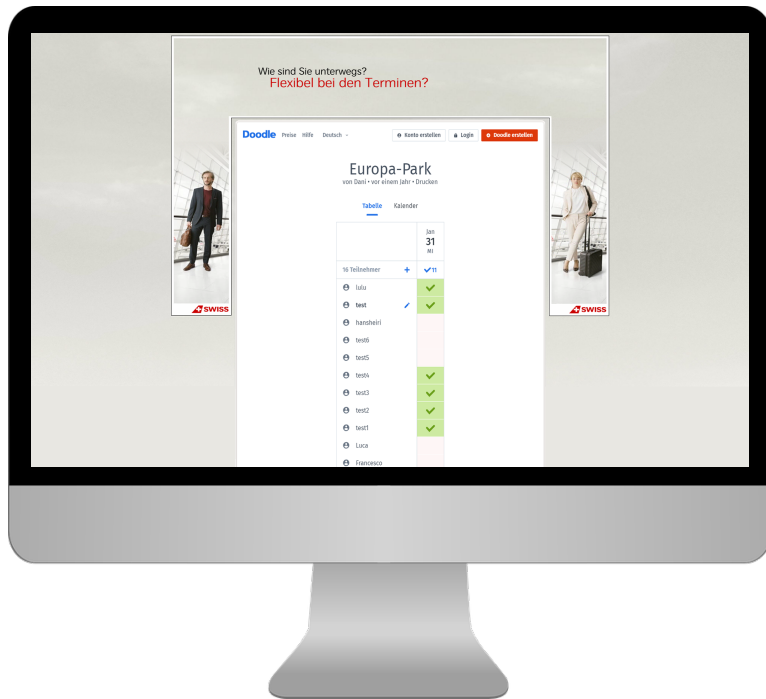 Wie sind Sie unterwegs?
Flexibel bei den Terminen?
Doodle Preise Hilfe Deutsch Konto erstellen Login Doodle erstellen
Europa-Park
von Dani • vor einem Jahr • Drucken
Tabelle Kalender
Jan
31
MI
16 Teilnehmer + 11
lulu
test
hansheiri
test6
test5
test4
test3
test2
test1
Luca
Francesco
SWISS
SWISS